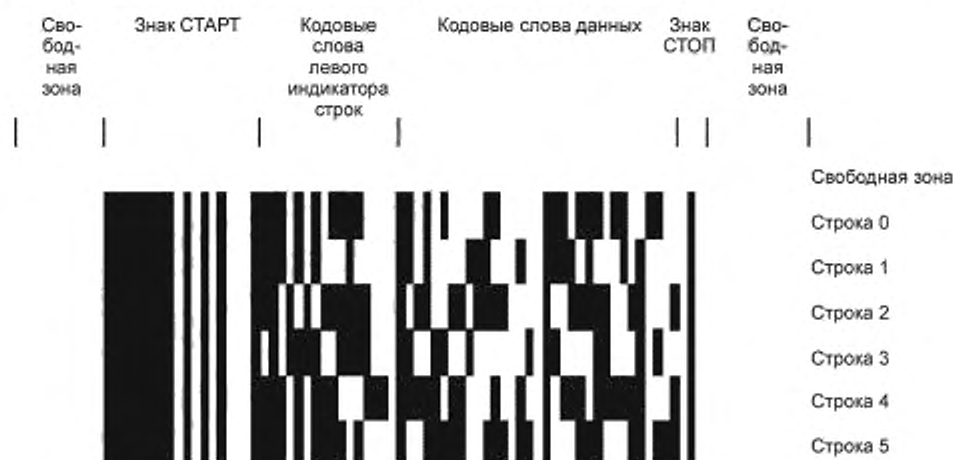 Сво-
бод-
ная
зона
Знак СТАРТ
Кодовые
слова
левого
индикатора
строк
Кодовые слова данных
Знак
СТОП
Сво-
бод-
ная
зона
Свободная зона
Строка 0
Строка 1
Строка 2
Строка 3
Строка 4
Строка 5